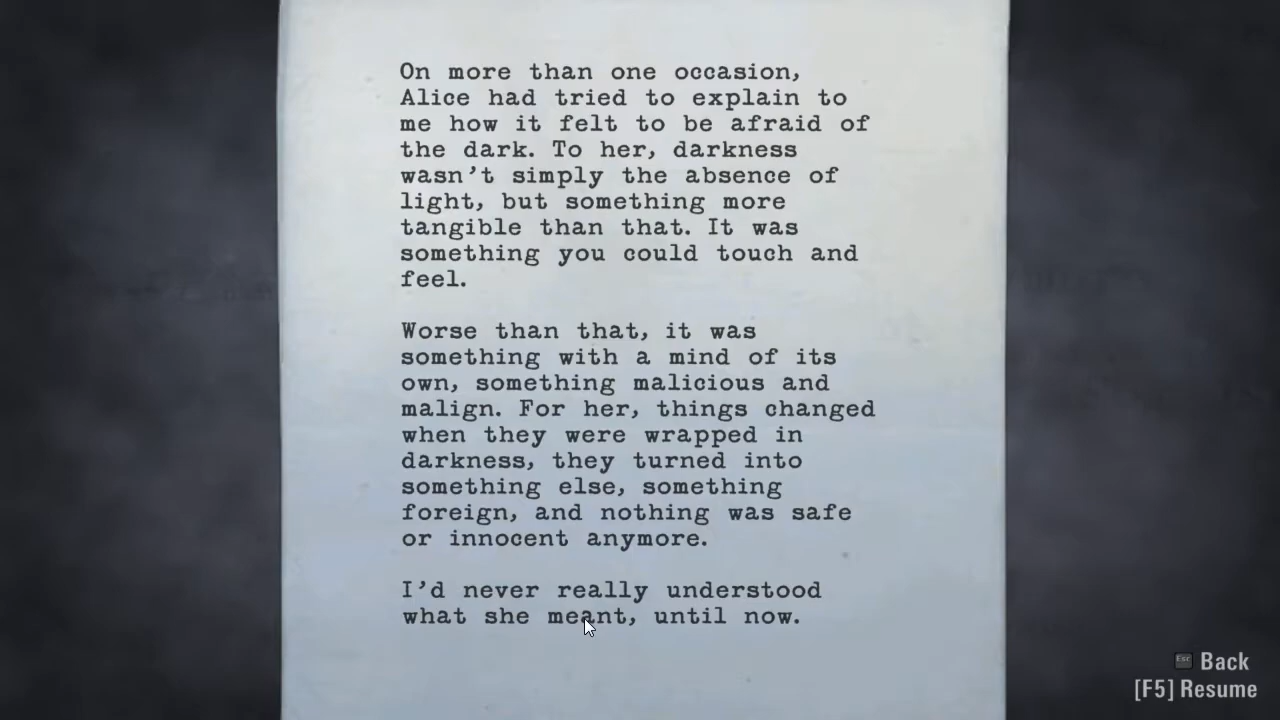 On more than one occasion,
Alice had tried to explain to
me how it felt to be afraid of
the dark. To her, darkness
wasn't simply the absence of
light, but something more
tangible than that. It was
something you could touch and
feel.
Worse than that, it was
something with a mind of its
own, something malicious and
malign. For her, things changed
when they were wrapped in
darkness, they turned into
something else, something
foreign, and nothing was safe
or innocent anymore.
I'd never really understood
what she meant, until now.
Esc Back
[F5] Resume